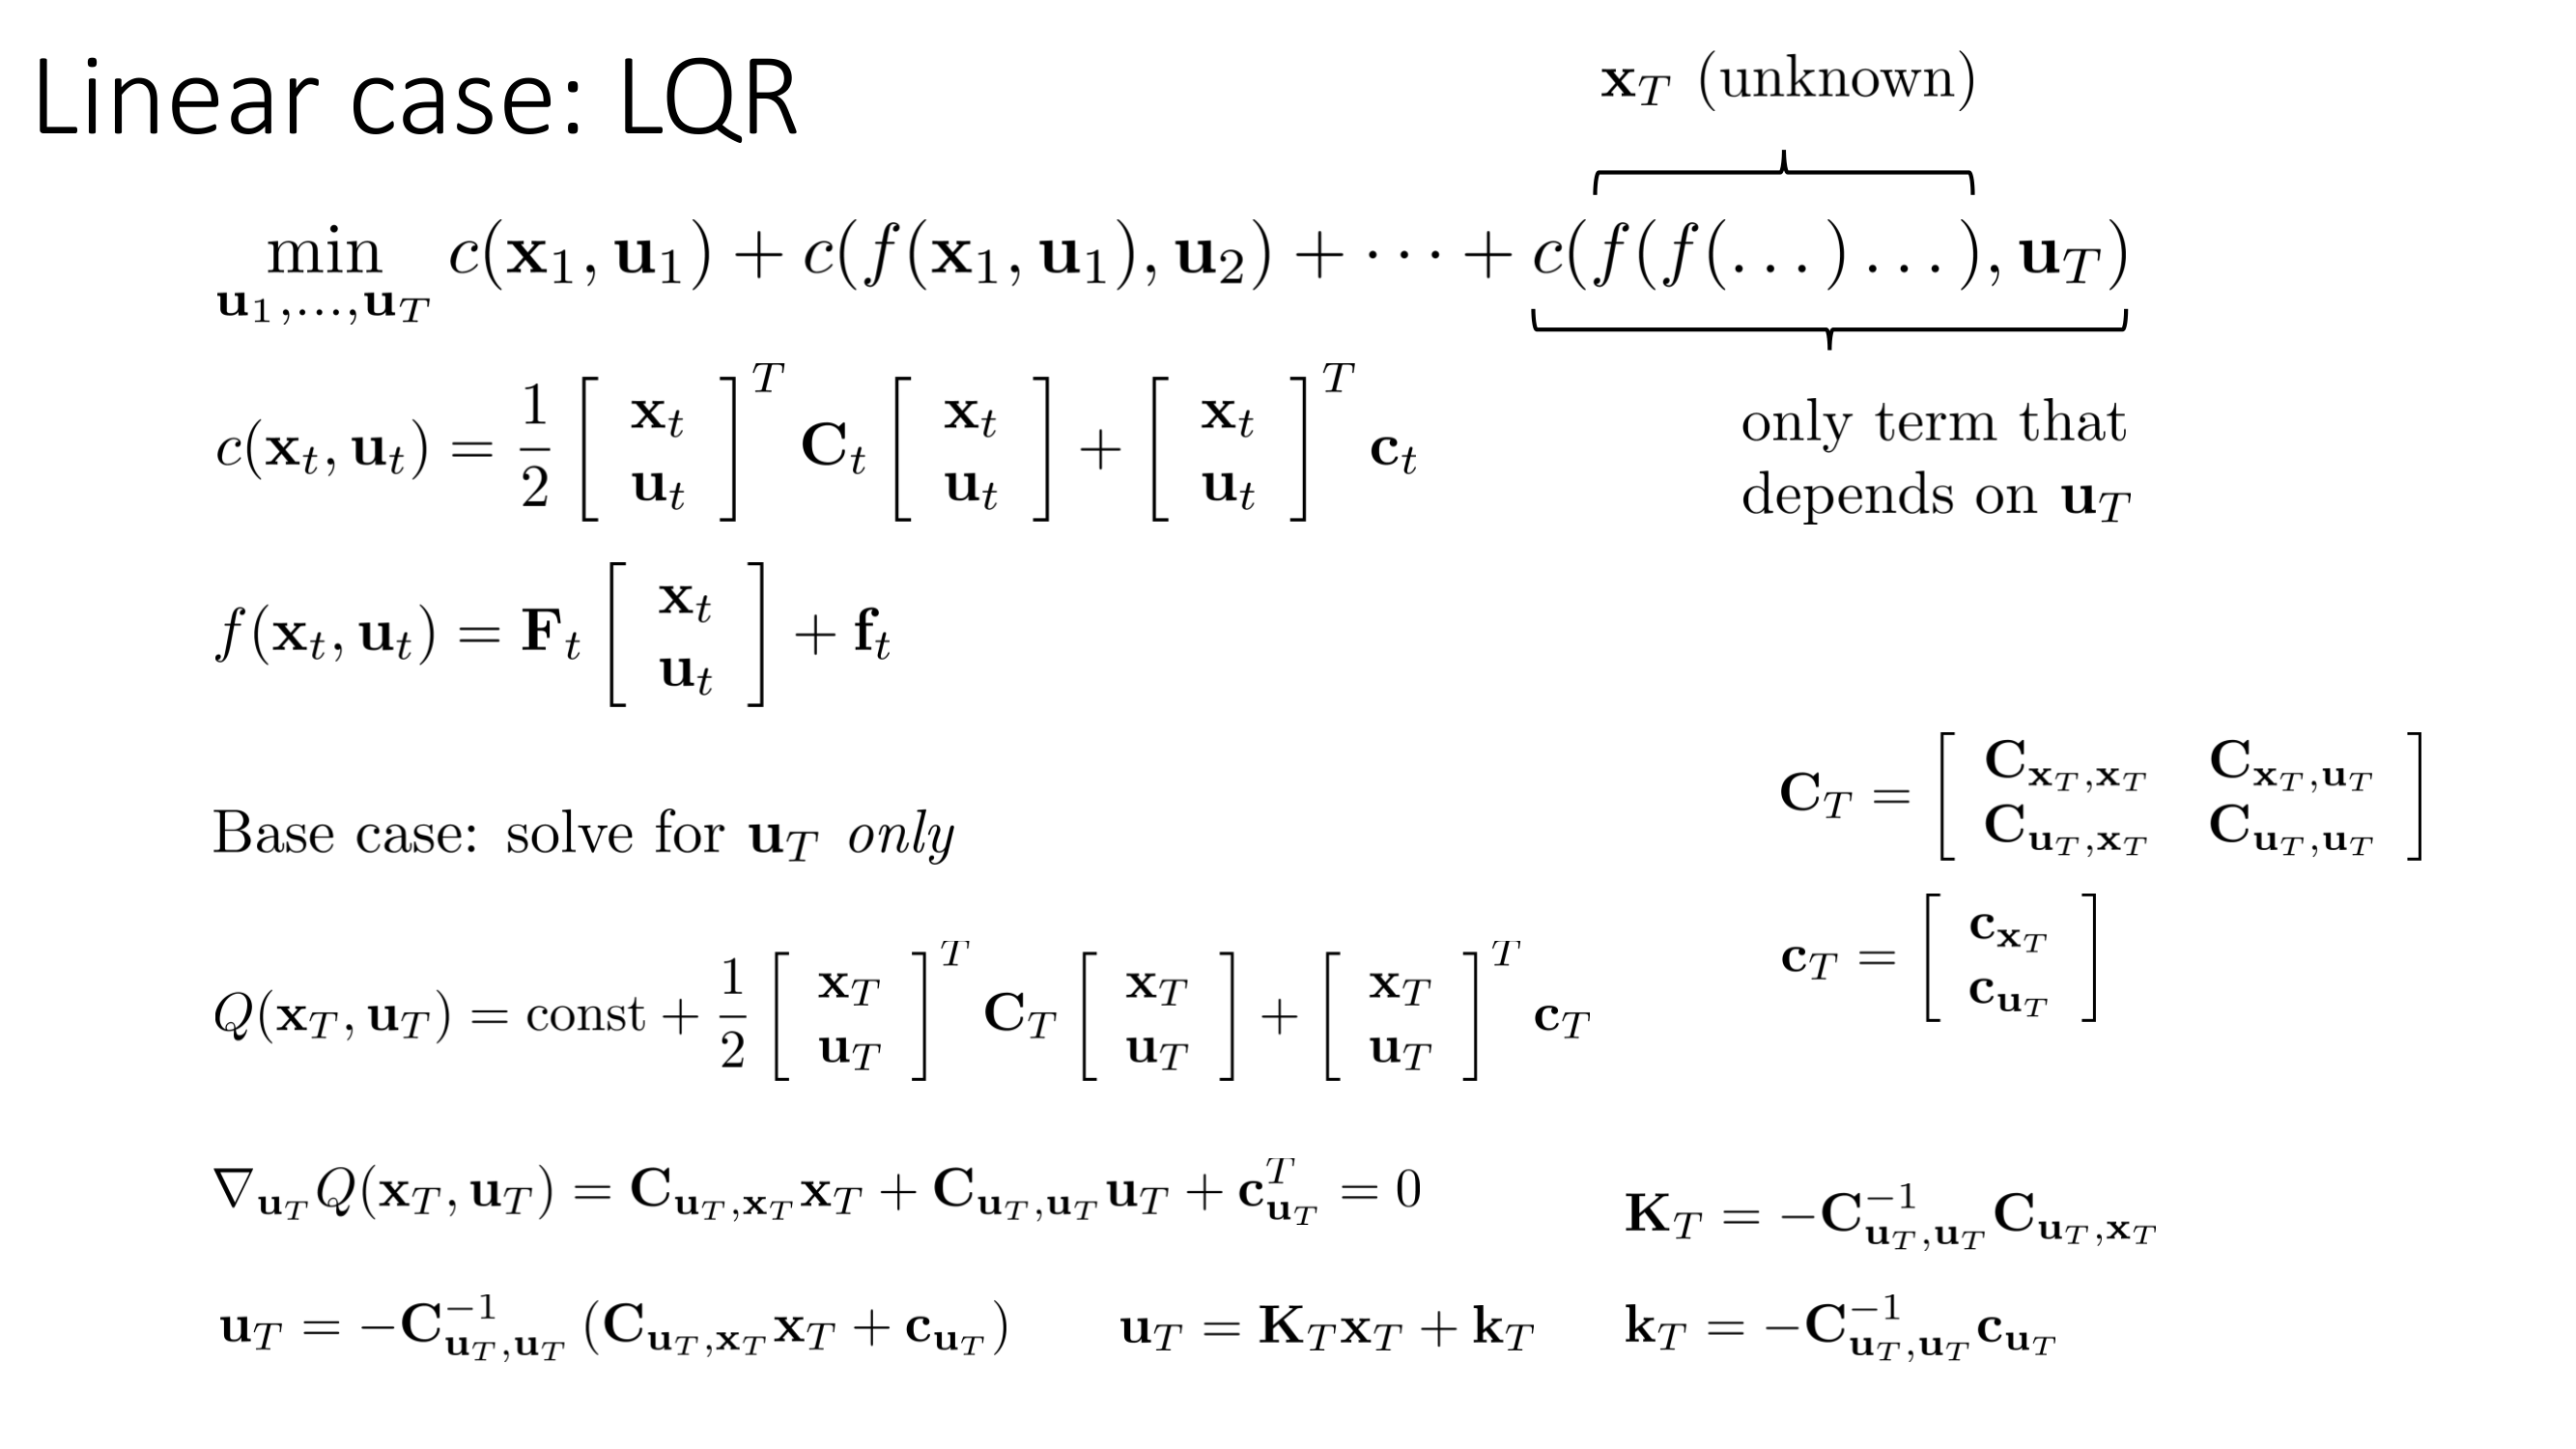 Linear case: LQR
$\mathbf{x}_T$ (unknown)
$\min_{\mathbf{u}_1,\ldots,\mathbf{u}_T} c(\mathbf{x}_1, \mathbf{u}_1) + c(f(\mathbf{x}_1, \mathbf{u}_1), \mathbf{u}_2) + \cdots + c(f(f(\ldots)\ldots), \mathbf{u}_T)$
$c(\mathbf{x}_t, \mathbf{u}_t) = \frac{1}{2} \begin{bmatrix} \mathbf{x}_t \\ \mathbf{u}_t \end{bmatrix}^T \mathbf{C}_t \begin{bmatrix} \mathbf{x}_t \\ \mathbf{u}_t \end{bmatrix} + \begin{bmatrix} \mathbf{x}_t \\ \mathbf{u}_t \end{bmatrix}^T \mathbf{c}_t$
only term that
depends on $\mathbf{u}_T$
$f(\mathbf{x}_t, \mathbf{u}_t) = \mathbf{F}_t \begin{bmatrix} \mathbf{x}_t \\ \mathbf{u}_t \end{bmatrix} + \mathbf{f}_t$
Base case: solve for $\mathbf{u}_T$ only
$\mathbf{C}_T = \begin{bmatrix} \mathbf{C}_{\mathbf{x}_T,\mathbf{x}_T} & \mathbf{C}_{\mathbf{x}_T,\mathbf{u}_T} \\ \mathbf{C}_{\mathbf{u}_T,\mathbf{x}_T} & \mathbf{C}_{\mathbf{u}_T,\mathbf{u}_T} \end{bmatrix}$
$\mathbf{c}_T = \begin{bmatrix} \mathbf{c}_{\mathbf{x}_T} \\ \mathbf{c}_{\mathbf{u}_T} \end{bmatrix}$
$Q(\mathbf{x}_T, \mathbf{u}_T) = \text{const} + \frac{1}{2} \begin{bmatrix} \mathbf{x}_T \\ \mathbf{u}_T \end{bmatrix}^T \mathbf{C}_T \begin{bmatrix} \mathbf{x}_T \\ \mathbf{u}_T \end{bmatrix} + \begin{bmatrix} \mathbf{x}_T \\ \mathbf{u}_T \end{bmatrix}^T \mathbf{c}_T$
$\nabla_{\mathbf{u}_T} Q(\mathbf{x}_T, \mathbf{u}_T) = \mathbf{C}_{\mathbf{u}_T,\mathbf{x}_T} \mathbf{x}_T + \mathbf{C}_{\mathbf{u}_T,\mathbf{u}_T} \mathbf{u}_T + \mathbf{c}_{\mathbf{u}_T}^T = 0$
$\mathbf{K}_T = -\mathbf{C}_{\mathbf{u}_T,\mathbf{u}_T}^{-1} \mathbf{C}_{\mathbf{u}_T,\mathbf{x}_T}$
$\mathbf{u}_T = -\mathbf{C}_{\mathbf{u}_T,\mathbf{u}_T}^{-1} (\mathbf{C}_{\mathbf{u}_T,\mathbf{x}_T} \mathbf{x}_T + \mathbf{c}_{\mathbf{u}_T})$
$\mathbf{u}_T = \mathbf{K}_T \mathbf{x}_T + \mathbf{k}_T$
$\mathbf{k}_T = -\mathbf{C}_{\mathbf{u}_T,\mathbf{u}_T}^{-1} \mathbf{c}_{\mathbf{u}_T}$